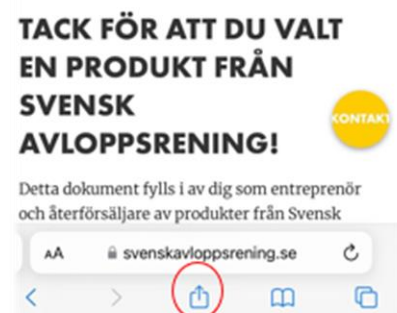 TACK FÖR ATT DU VALT
EN PRODUKT FRÅN
SVENSK
AVLOPPSRENING!
KONTAKT
Detta dokument fylls i av dig som entreprenör
och återförsäljare av produkter från Svensk
AA svenskavloppsrening.se